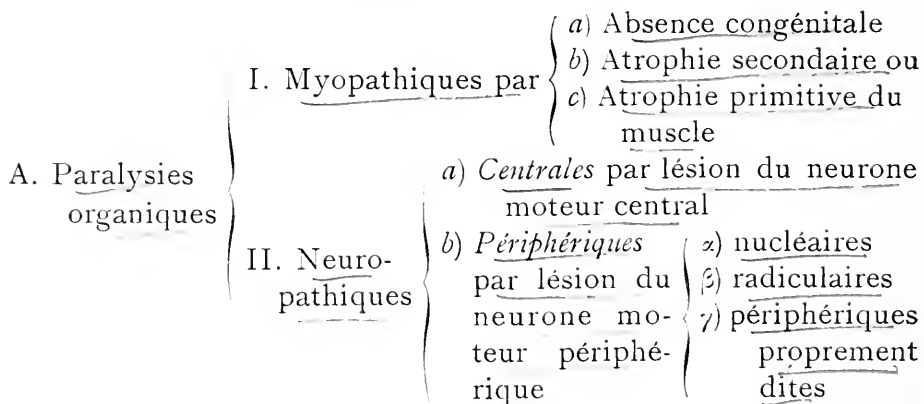 A. Paralysies organiques
I. Myopathiques par
a) Absence congénitale
b) Atrophie secondaire ou
c) Atrophie primitive du
muscle
II. Neuro-
pathiques
a) Centrales par lésion du neurone
moteur central
b) Périphériques
par lésion du
neurone mo-
teur périphé-
rique
α) nucléaires
β) radiculaires
γ) périphériques
proprement
dites